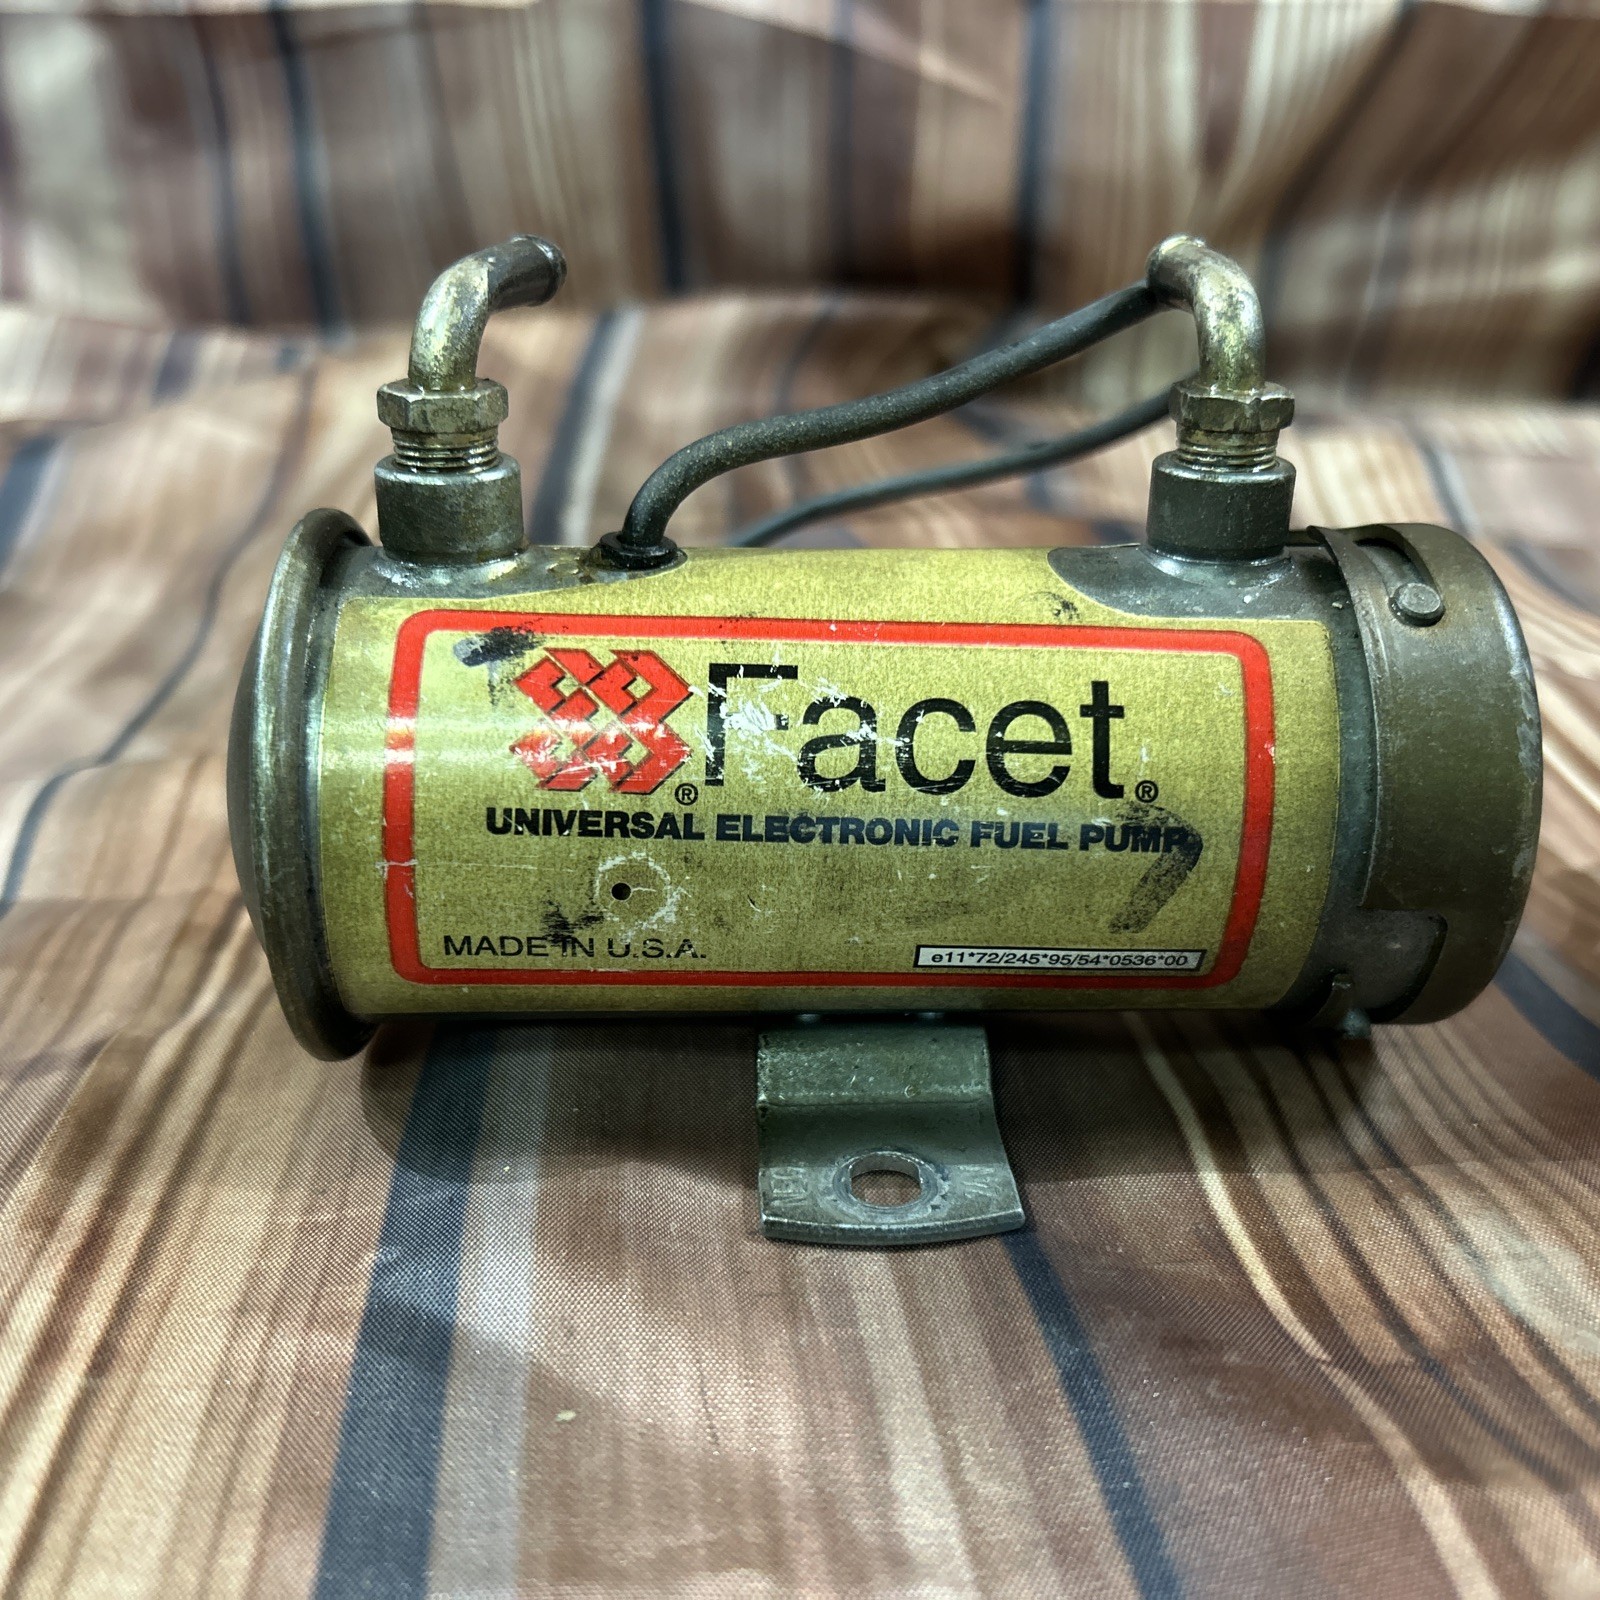 Facet®
®
UNIVERSAL ELECTRONIC FUEL PUMP
MADE IN U.S.A.
e11*72/245*95/54*0536*00